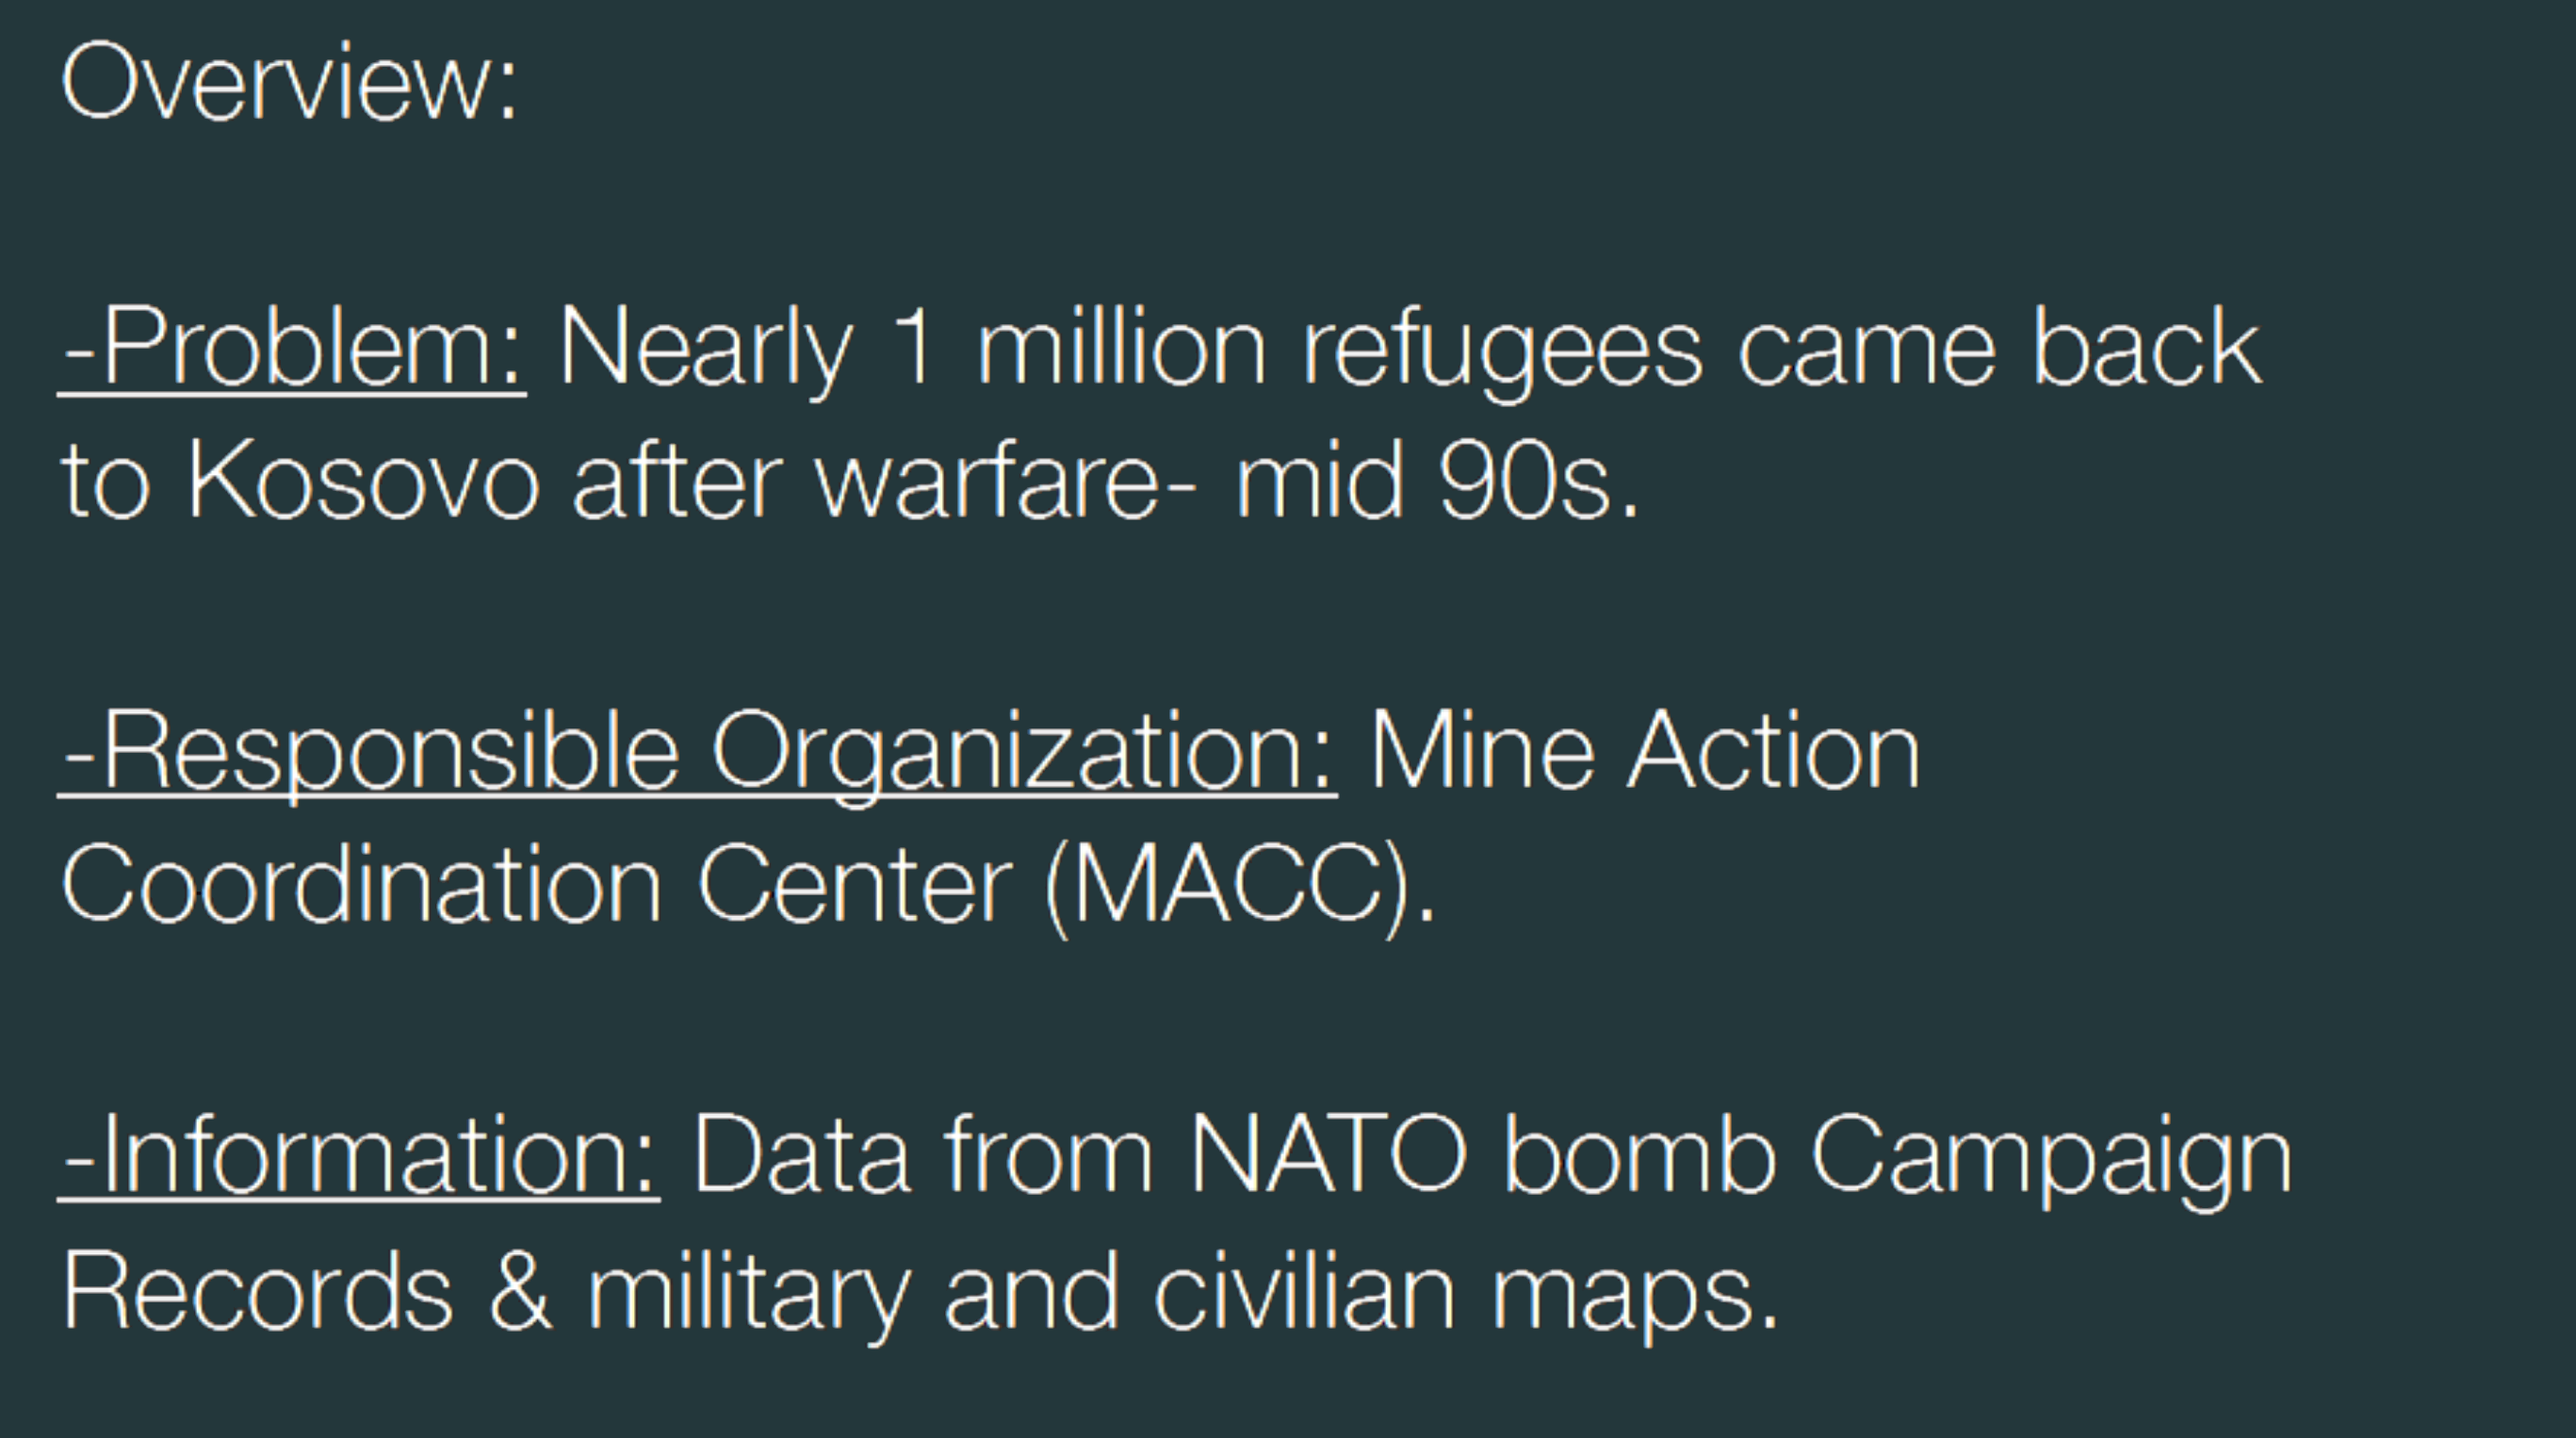 Overview:
-Problem: Nearly 1 million refugees came back
to Kosovo after warfare- mid 90s.
-Responsible Organization: Mine Action
Coordination Center (MACC).
-Information: Data from NATO bomb Campaign
Records & military and civilian maps.